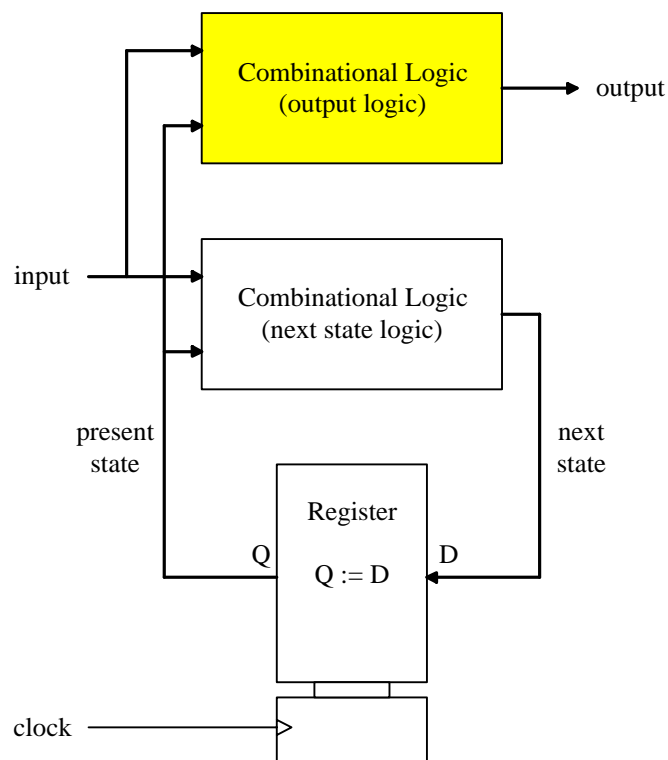 Combinational Logic
(output logic)
output
input
Combinational Logic
(next state logic)
present
state
next
state
Register
Q
Q := D
D
clock